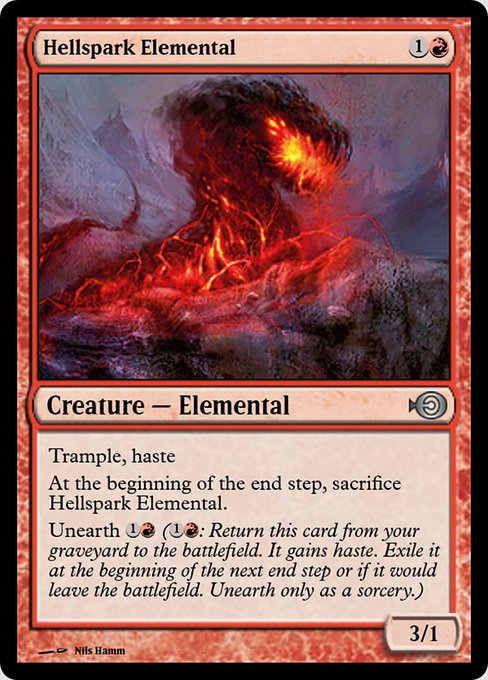 Hellspark Elemental 1
Creature — Elemental
Trample, haste
At the beginning of the end step, sacrifice
Hellspark Elemental.
Unearth 1 (1: Return this card from your
graveyard to the battlefield. It gains haste. Exile it
at the beginning of the next end step or if it would
leave the battlefield. Unearth only as a sorcery.)
3/1
Nils Hamm